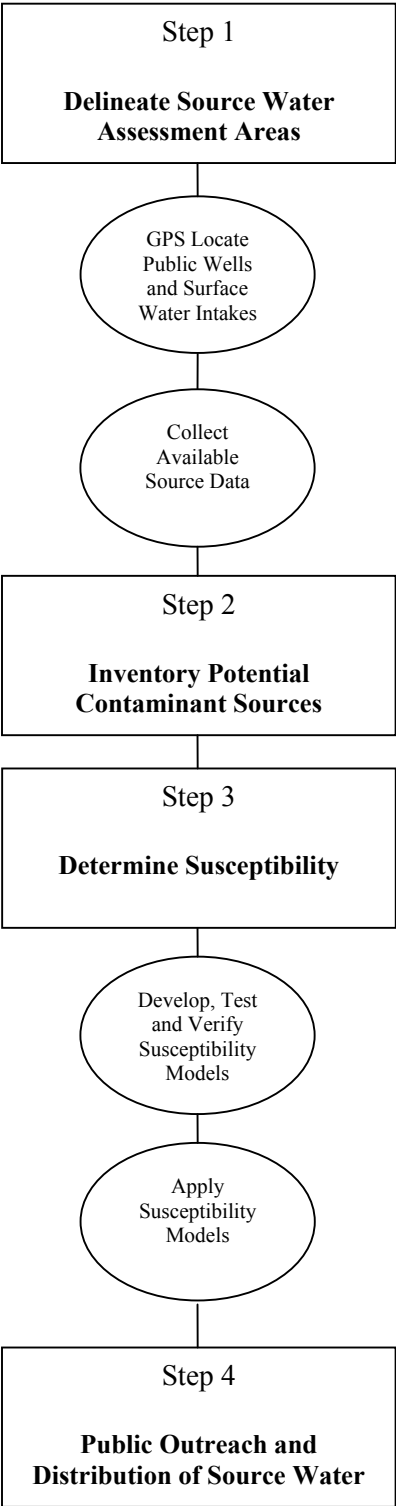 Step 1
Delineate Source Water
Assessment Areas
GPS Locate
Public Wells
and Surface
Water Intakes
Collect
Available
Source Data
Step 2
Inventory Potential
Contaminant Sources
Step 3
Determine Susceptibility
Develop, Test
and Verify
Susceptibility
Models
Apply
Susceptibility
Models
Step 4
Public Outreach and
Distribution of Source Water